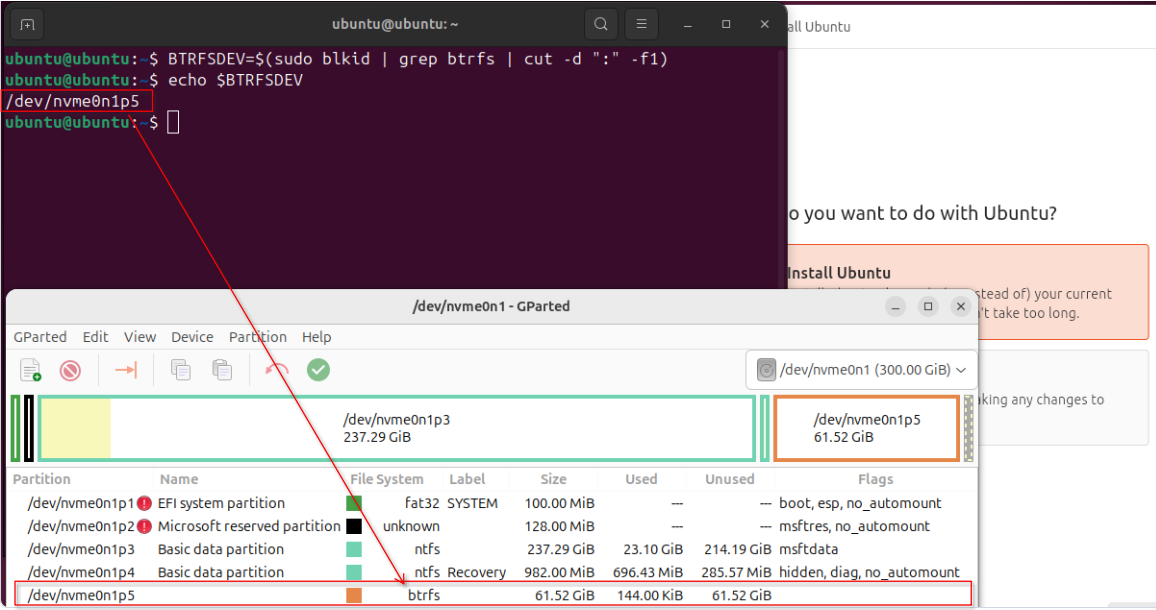 ubuntu@ubuntu: ~
all Ubuntu
ubuntu@ubuntu:~$ BTRFSDEV=$(sudo blkid | grep btrfs | cut -d ":" -f1)
ubuntu@ubuntu:~$ echo $BTRFSDEV
/dev/nvme0n1p5
ubuntu@ubuntu:~$
o you want to do with Ubuntu?
Install Ubuntu
stead of) your current
't take too long.
aking any changes to
/dev/nvme0n1 - GParted
GParted Edit View Device Partition Help
/dev/nvme0n1 (300.00 GiB)
/dev/nvme0n1p3
237.29 GiB
/dev/nvme0n1p5
61.52 GiB
Partition Name File System Label Size Used Unused Flags
/dev/nvme0n1p1 EFI system partition fat32 SYSTEM 100.00 MiB --- --- boot, esp, no_automount
/dev/nvme0n1p2 Microsoft reserved partition unknown 128.00 MiB --- --- msftres, no_automount
/dev/nvme0n1p3 Basic data partition ntfs 237.29 GiB 23.10 GiB 214.19 GiB msftdata
/dev/nvme0n1p4 Basic data partition ntfs Recovery 982.00 MiB 696.43 MiB 285.57 MiB hidden, diag, no_automount
/dev/nvme0n1p5 btrfs 61.52 GiB 144.00 KiB 61.52 GiB